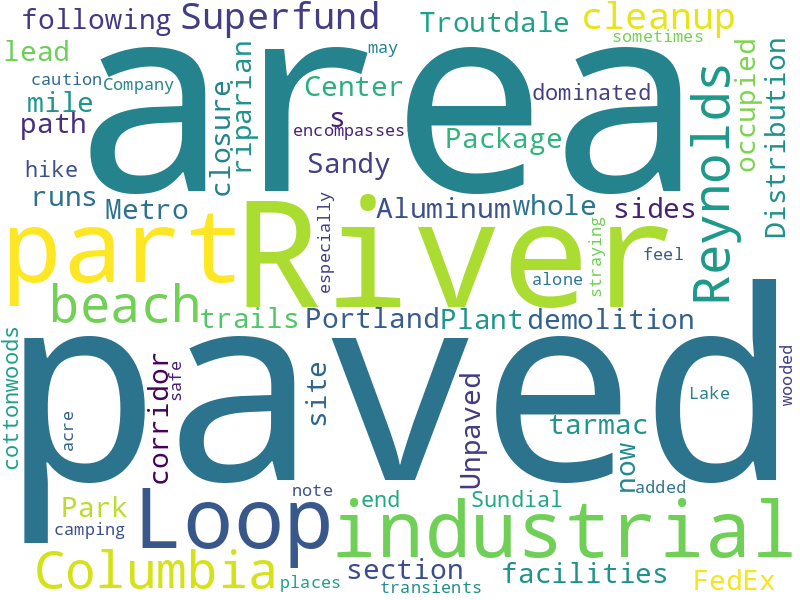 following
Superfund
Troutdale
cleanup
sometimes
lead
area
may
caution
Company
mile
path
closure
riparian
Center
s
encompasses
dominated
Package
Reynolds
occupied
Distribution
hike
runs
Metro
Sandy
Aluminum
whole
sides
part
River
especially
straying
feel
alone
beach
trails
Portland
Plant
demolition
paved
cottonwoods
acre
corridor
safe
site
Unpaved
Lake
wooded
tarmac
now
Park
camping
Loop
note
end
Sundial
added
industrial
Columbia
places
section
transients
facilities
FedEx